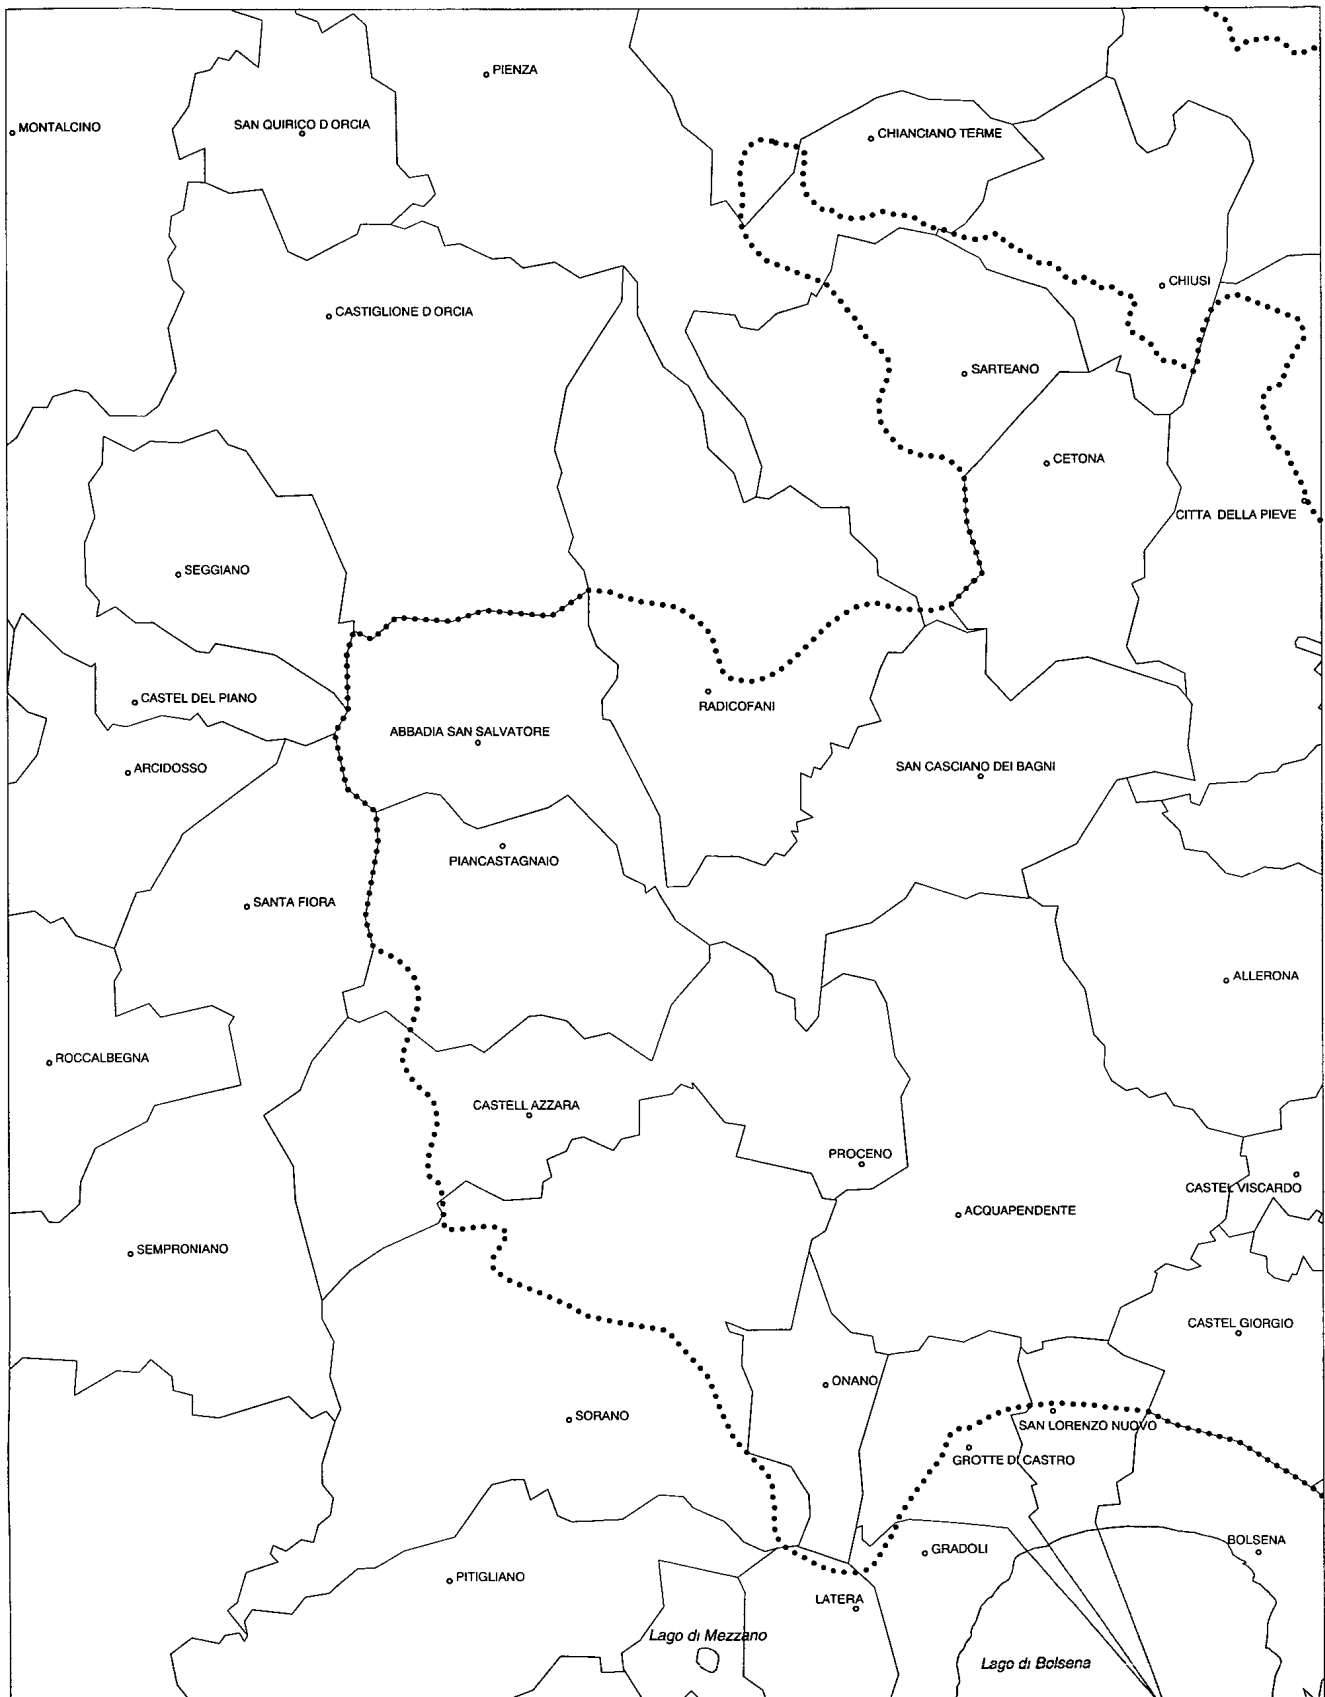 PIENZA
MONTALCINO
SAN QUIRICO D ORCIA
CHIANCIANO TERME
CHIUSI
CASTIGLIONE D ORCIA
SARTEANO
CETONA
CITTA DELLA PIEVE
SEGGIANO
CASTEL DEL PIANO
RADICOFANI
ABBADIA SAN SALVATORE
ARCIDOSSO
SAN CASCIANO DEI BAGNI
PIANCASTAGNAIO
SANTA FIORA
ALLERONA
ROCCALBEGNA
CASTELL AZZARA
PROCENO
CASTEL VISCARDO
ACQUAPENDENTE
SEMPRONIANO
CASTEL GIORGIO
ONANO
SORANO
SAN LORENZO NUOVO
GROTTE DI CASTRO
BOLSENA
GRADOLI
PITIGLIANO
LATERA
Lago di Mezzano
Lago di Bolsena